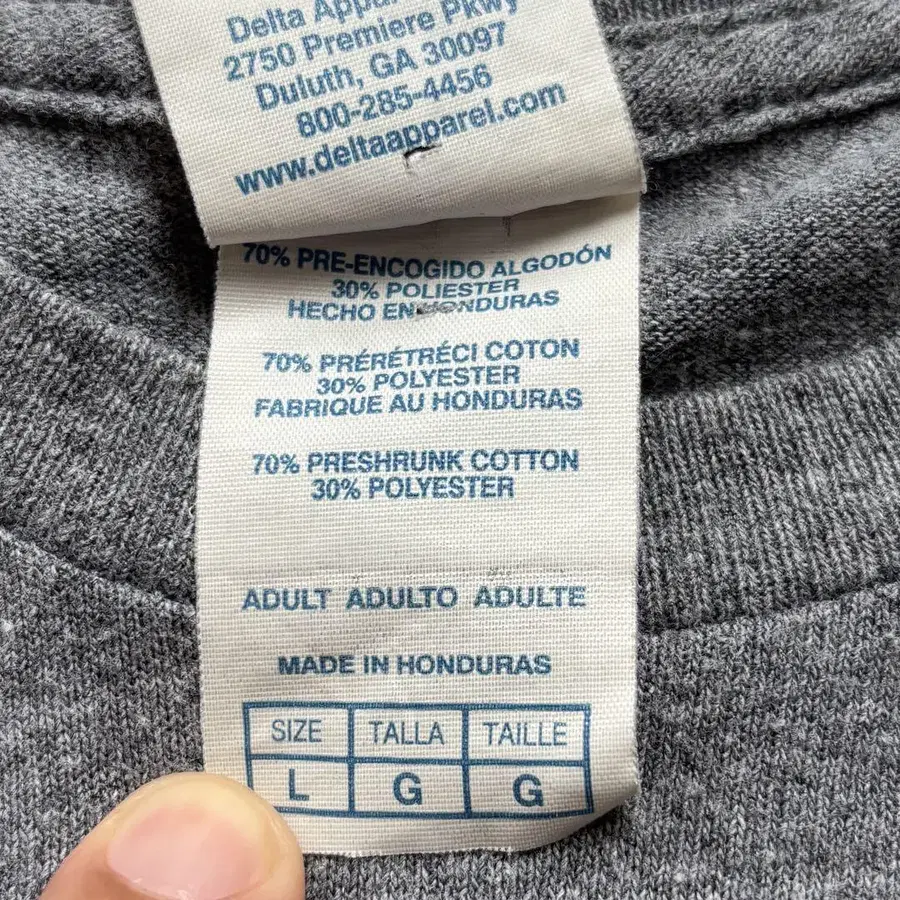 Delta
2750 Premiere Pkwy
Duluth, GA 30097
800-285-4456
www.deltaapparel.com
70% PRE-ENCOGIDO ALGODÓN
30% POLIESTER
HECHO EN HONDURAS
70% PRÉRÉTRÉCI COTON
30% POLYESTER
FABRIQUE AU HONDURAS
70% PRESHRUNK COTTON
30% POLYESTER
ADULT ADULTO ADULTE
MADE IN HONDURAS
SIZE TALLA TAILLE
L G G